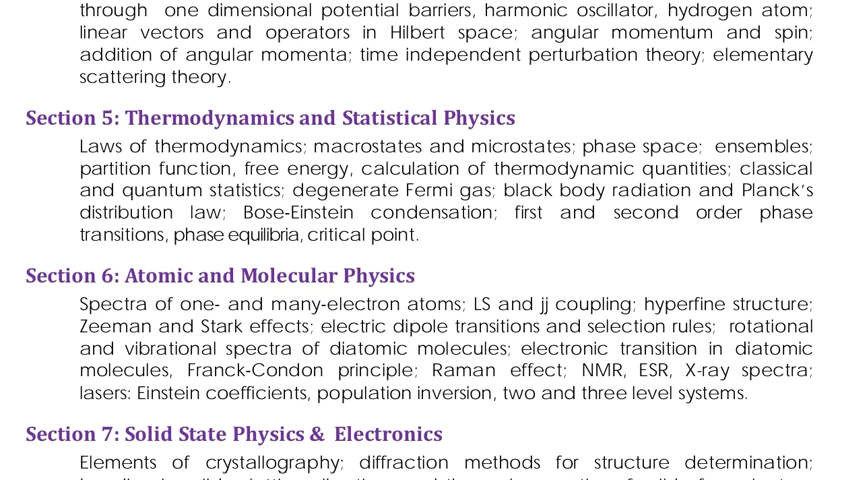 through one dimensional potential barriers, harmonic oscillator, hydrogen atom;
linear vectors and operators in Hilbert space; angular momentum and spin;
addition of angular momenta; time independent perturbation theory; elementary
scattering theory.
Section 5: Thermodynamics and Statistical Physics
Laws of thermodynamics; macrostates and microstates; phase space; ensembles;
partition function, free energy, calculation of thermodynamic quantities; classical
and quantum statistics; degenerate Fermi gas; black body radiation and Planck's
distribution law; Bose-Einstein condensation; first and second order phase
transitions, phase equilibria, critical point.
Section 6: Atomic and Molecular Physics
Spectra of one- and many-electron atoms; LS and jj coupling; hyperfine structure;
Zeeman and Stark effects; electric dipole transitions and selection rules; rotational
and vibrational spectra of diatomic molecules; electronic transition in diatomic
molecules, Franck-Condon principle; Raman effect; NMR, ESR, X-ray spectra;
lasers: Einstein coefficients, population inversion, two and three level systems.
Section 7: Solid State Physics & Electronics
Elements of crystallography; diffraction methods for structure determination;